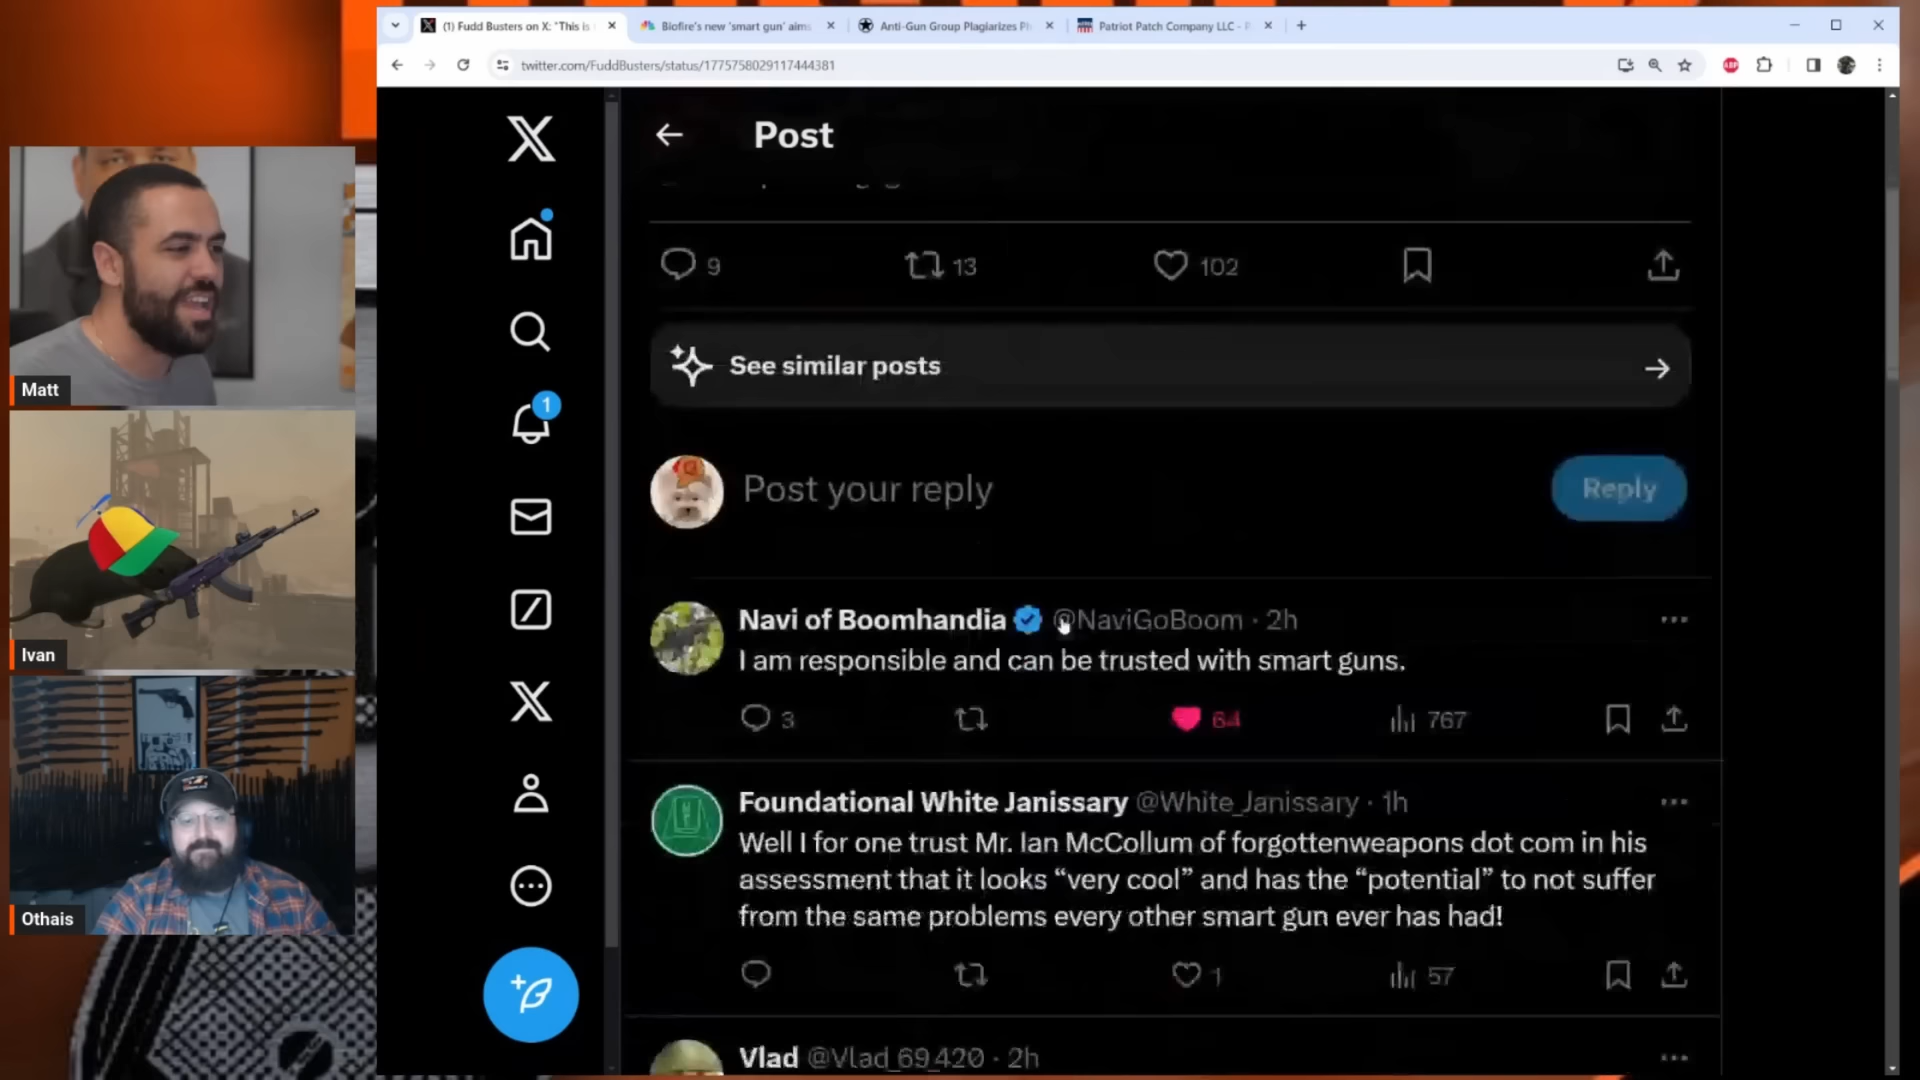 (1) Fudd Busters on X: "This is
Biofire's new 'smart gun' aims
Anti-Gun Group Plagiarizes Ph
Patriot Patch Company LLC -
twitter.com/FuddBusters/status/1775758029117444381
Post
9
13
102
See similar posts
Post your reply
Reply
1
Navi of Boomhandia @NaviGoBoom · 2h
I am responsible and can be trusted with smart guns.
3
64
767
Foundational White Janissary @White_Janissary · 1h
Well I for one trust Mr. Ian McCollum of forgottenweapons dot com in his
assessment that it looks “very cool” and has the “potential” to not suffer
from the same problems every other smart gun ever has had!
1
57
Vlad @Vlad_69420 · 2h
Matt
Ivan
Othais